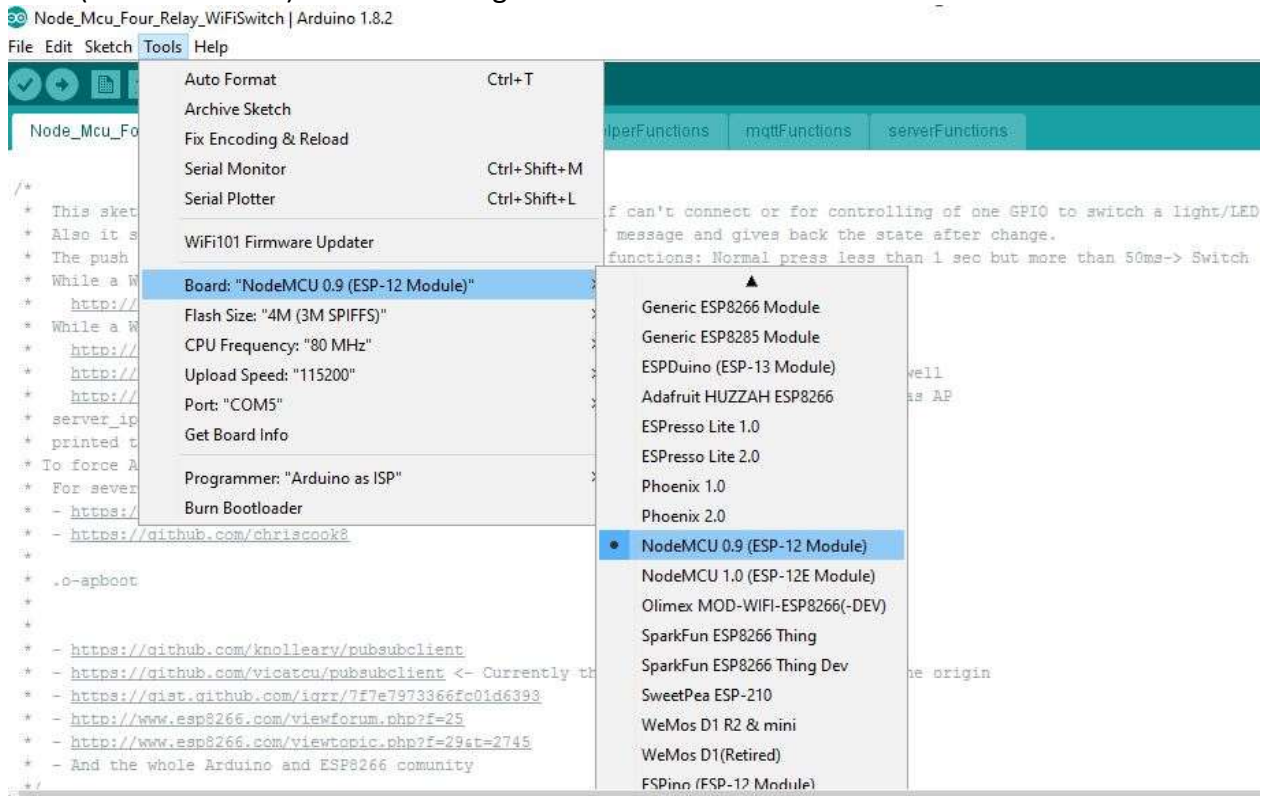 Node_Mcu_Four_Relay_WiFiSwitch | Arduino 1.8.2
File Edit Sketch Tools Help
Auto Format Ctrl+T
Archive Sketch
Fix Encoding & Reload
Serial Monitor Ctrl+Shift+M
Serial Plotter Ctrl+Shift+L
WiFi101 Firmware Updater
Board: "NodeMCU 0.9 (ESP-12 Module)"
Flash Size: "4M (3M SPIFFS)"
CPU Frequency: "80 MHz"
Upload Speed: "115200"
Port: "COM5"
Get Board Info
Programmer: "Arduino as ISP"
Burn Bootloader
Generic ESP8266 Module
Generic ESP8285 Module
ESPDuino (ESP-13 Module)
Adafruit HUZZAH ESP8266
ESPresso Lite 1.0
ESPresso Lite 2.0
Phoenix 1.0
Phoenix 2.0
NodeMCU 0.9 (ESP-12 Module)
NodeMCU 1.0 (ESP-12E Module)
Olimex MOD-WIFI-ESP8266(-DEV)
SparkFun ESP8266 Thing
SparkFun ESP8266 Thing Dev
SweetPea ESP-210
WeMos D1 R2 & mini
WeMos D1(Retired)
ESPino (ESP-12 Module)
Node_Mcu_Fo lperFunctions mqttFunctions serverFunctions
/*
* This sket f can't connect or for controlling of one GPIO to switch a light/LED
* Also it s message and gives back the state after change.
* The push functions: Normal press less than 1 sec but more than 50ms-> Switch
* While a W
* http://
* While a W
* http://
* http:// well
* http:// as AP
* server_ip
* printed t
* To force A
* For sever
* - https:/
* - https://github.com/chriscook8
*
* .o-apboot
*
*
* - https://github.com/knolleary/pubsubclient
* - https://github.com/vicatcu/pubsubclient <- Currently th he origin
* - https://gist.github.com/igrr/7f7e7973366fc01d6393
* - http://www.esp8266.com/viewforum.php?f=25
* - http://www.esp8266.com/viewtopic.php?f=29&t=2745
* - And the whole Arduino and ESP8266 comunity
*/